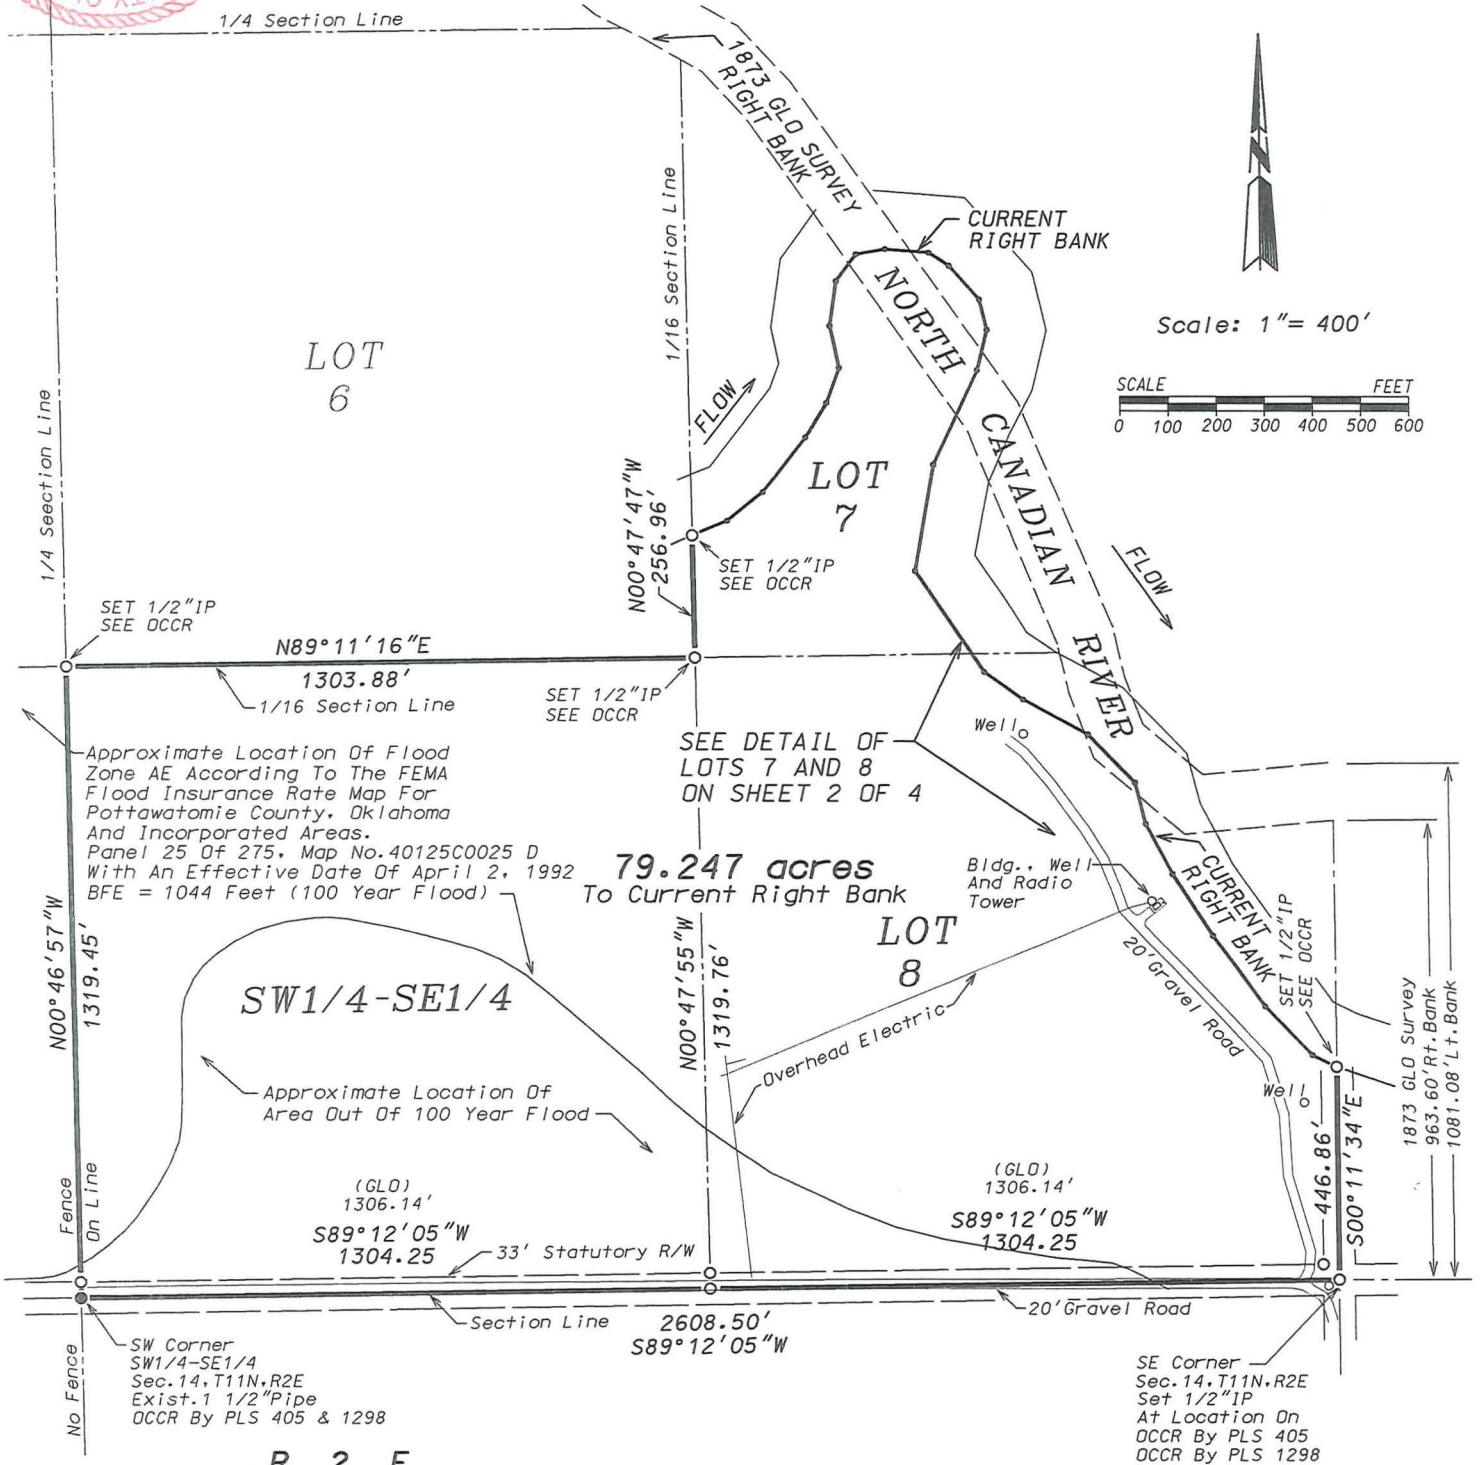 1/4 Section Line
1873 GLO SURVEY
RIGHT BANK
CURRENT
RIGHT BANK
Scale: 1"= 400'
SCALE FEET
0 100 200 300 400 500 600
1/16 Section Line
LOT
6
1/4 Seection Line
FLOW
NORTH
CANADIAN
RIVER
LOT
7
N00°47'47"W
256.96'
SET 1/2"IP
SEE OCCR
FLOW
SET 1/2"IP
SEE OCCR
N89°11'16"E
1303.88'
1/16 Section Line
SET 1/2"IP
SEE OCCR
Approximate Location Of Flood
Zone AE According To The FEMA
Flood Insurance Rate Map For
Pottawatomie County, Oklahoma
And Incorporated Areas.
Panel 25 Of 275, Map No.40125C0025 D
With An Effective Date Of April 2, 1992
BFE = 1044 Feet (100 Year Flood)
SEE DETAIL OF
LOTS 7 AND 8
ON SHEET 2 OF 4
Well
79.247 acres
To Current Right Bank
Bldg., Well
And Radio
Tower
CURRENT
RIGHT BANK
SET 1/2"IP
SEE OCCR
LOT
8
N00°46'57"W
1319.45'
SW1/4-SE1/4
N00°47'55"W
1319.76'
Overhead Electric
20'Gravel Road
1873 GLO Survey
963.60'Rt.Bank
1081.08'Lt.Bank
Approximate Location Of
Area Out Of 100 Year Flood
Well
446.86'
S00°11'34"E
Fence
On Line
(GLO)
1306.14'
S89°12'05"W
1304.25
33' Statutory R/W
(GLO)
1306.14'
S89°12'05"W
1304.25
Section Line
2608.50'
S89°12'05"W
20'Gravel Road
No Fence
SW Corner
SW1/4-SE1/4
Sec.14,T11N,R2E
Exist.1 1/2"Pipe
OCCR By PLS 405 & 1298
SE Corner
Sec.14,T11N,R2E
Set 1/2"IP
At Location On
OCCR By PLS 405
OCCR By PLS 1298
R 2 E